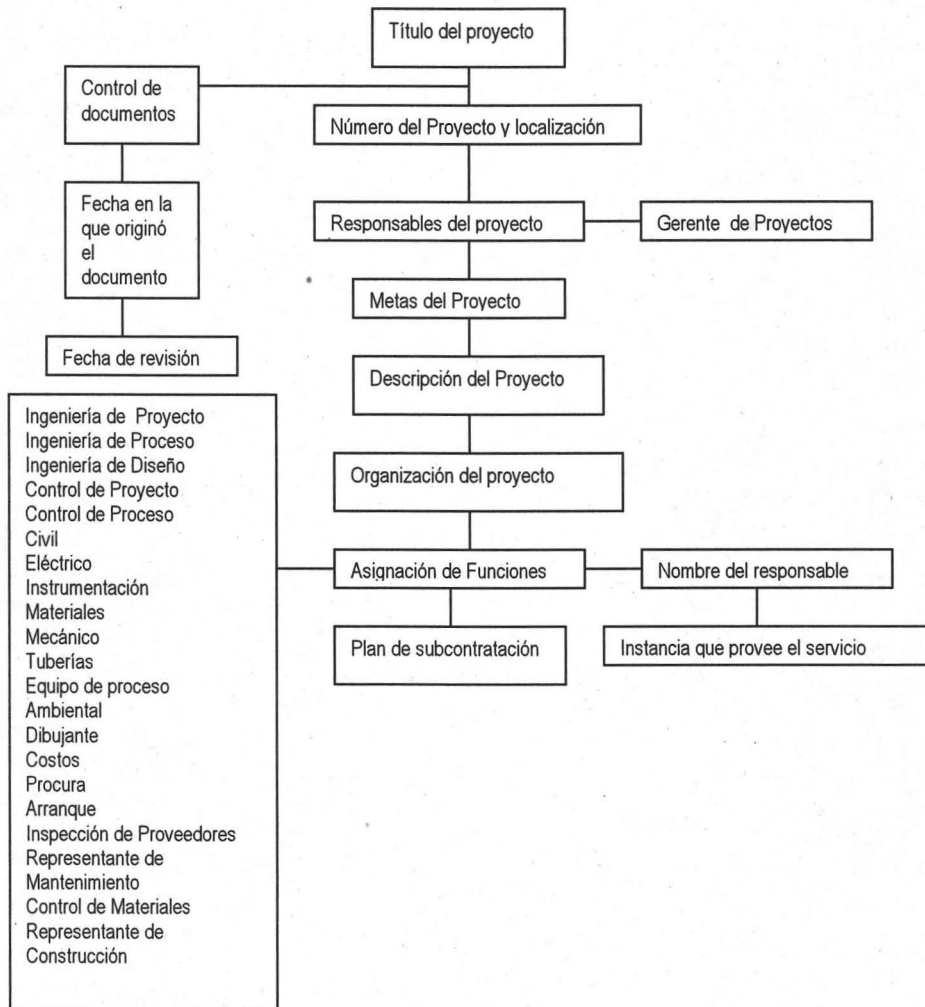 Título del proyecto
Control de
documentos
Número del Proyecto y localización
Fecha en la
que originó
el
documento
Responsables del proyecto
Gerente de Proyectos
Metas del Proyecto
Fecha de revisión
Descripción del Proyecto
Organización del proyecto
Ingeniería de Proyecto
Ingeniería de Proceso
Ingeniería de Diseño
Control de Proyecto
Control de Proceso
Civil
Eléctrico
Instrumentación
Materiales
Mecánico
Tuberías
Equipo de proceso
Ambiental
Dibujante
Costos
Procura
Arranque
Inspección de Proveedores
Representante de
Mantenimiento
Control de Materiales
Representante de
Construcción
Asignación de Funciones
Nombre del responsable
Plan de subcontratación
Instancia que provee el servicio